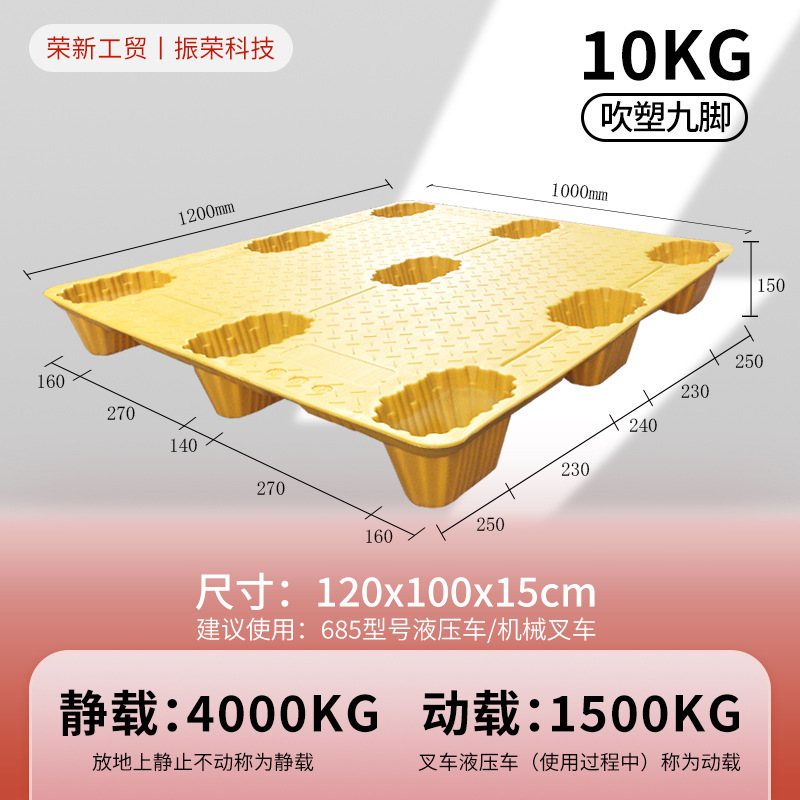 荣新工贸丨振荣科技
10KG
吹塑九脚
1200mm
1000mm
150
160
270
140
270
160
250
230
240
230
250
尺寸：120x100x15cm
建议使用：685型号液压车/机械叉车
静载:4000KG
放地上静止不动称为静载
动载:1500KG
叉车液压车（使用过程中）称为动载